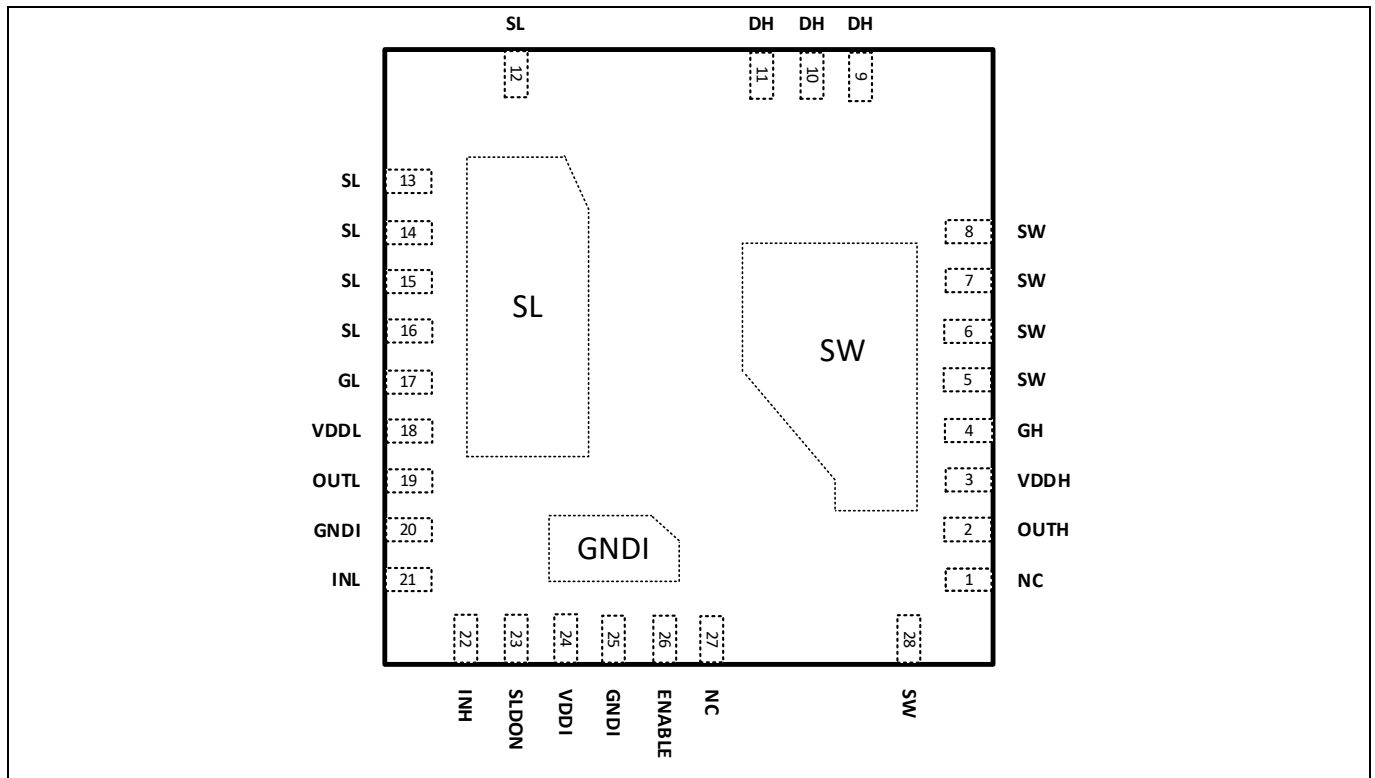 SL DH DH DH
12 11 10 9
SL 13
SL 14 8 SW
SL 15 7 SW
SL SW
SL 16 6 SW
GL 17 5 SW
VDDL 18 4 GH
OUTL 19 3 VDDH
GNDI 20 2 OUTH
GNDI
INL 21 1 NC
22 23 24 25 26 27 28
INH SLDON VDDI GNDI ENABLE NC SW